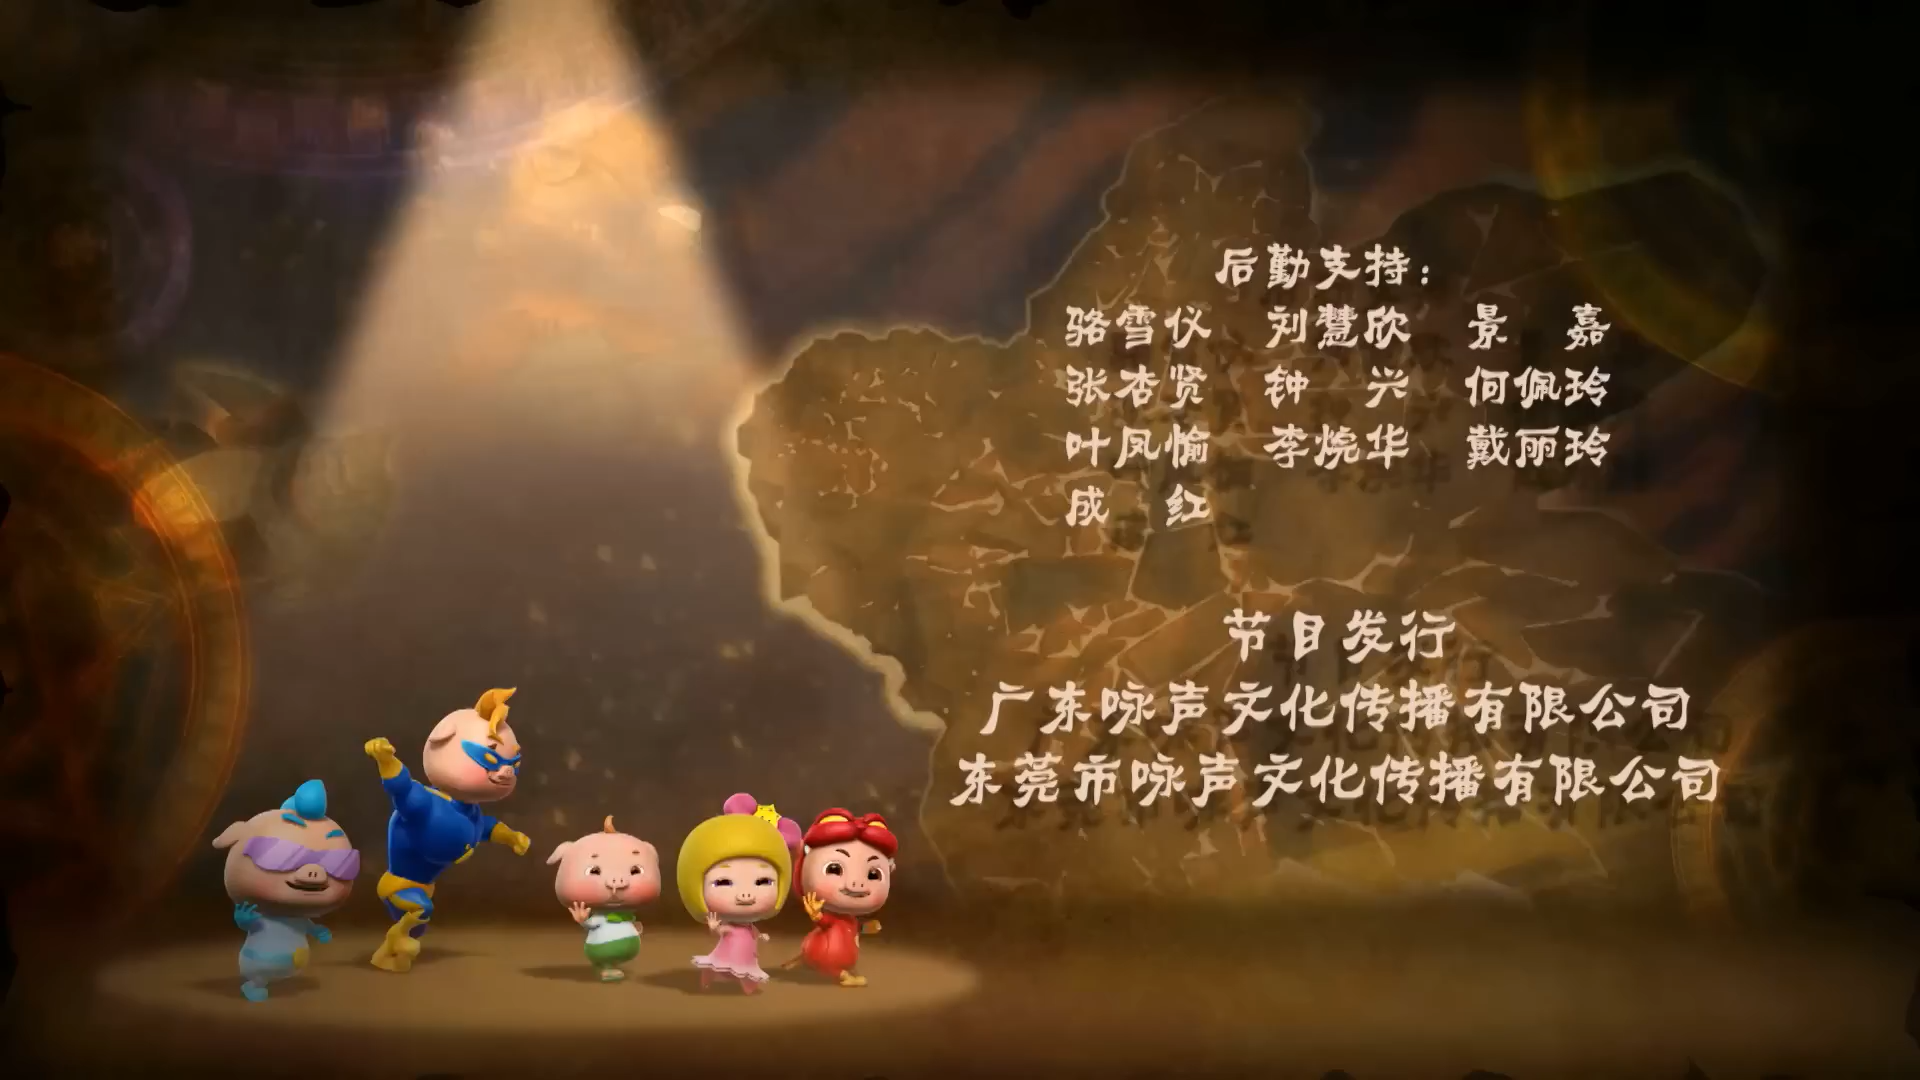 后勤支持：
骆雪仪 刘慧欣 景 嘉
张杏贤 钟 兴 何佩玲
叶凤愉 李烷华 戴丽玲
成 红
节目发行
广东咏声文化传播有限公司
东莞市咏声文化传播有限公司